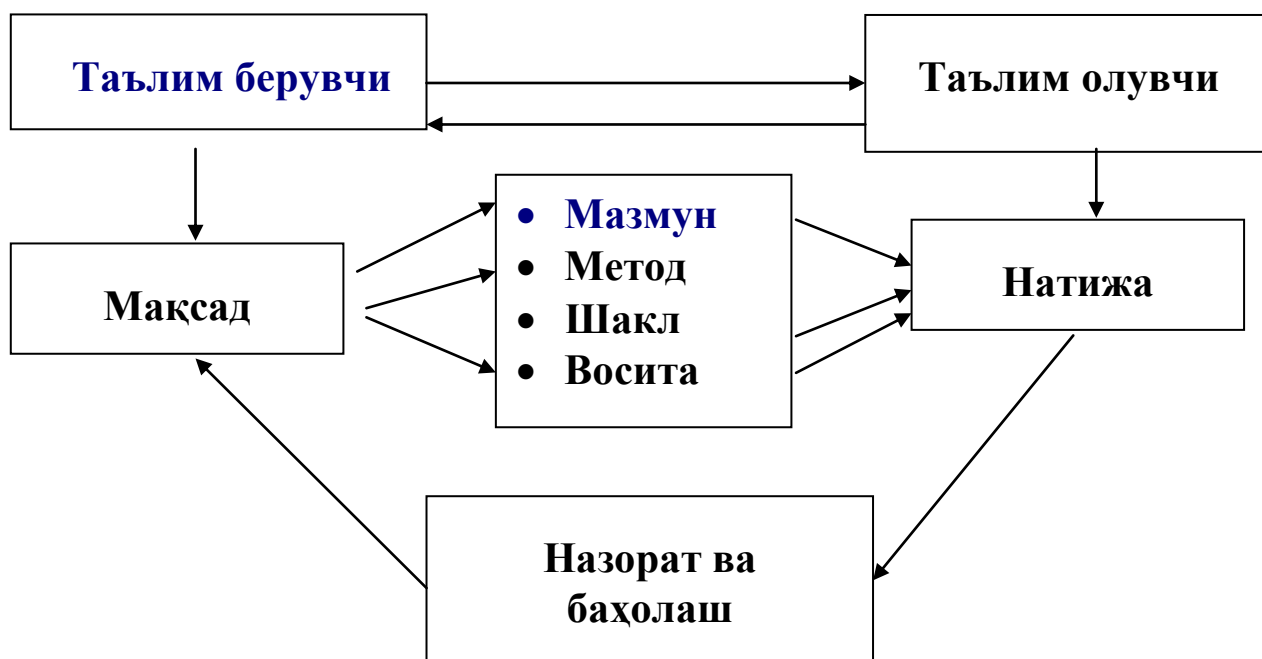 Таълим берувчи
Таълим олувчи
Мақсад
• Мазмун
• Метод
• Шакл
• Восита
Натижа
Назорат ва
баҳолаш